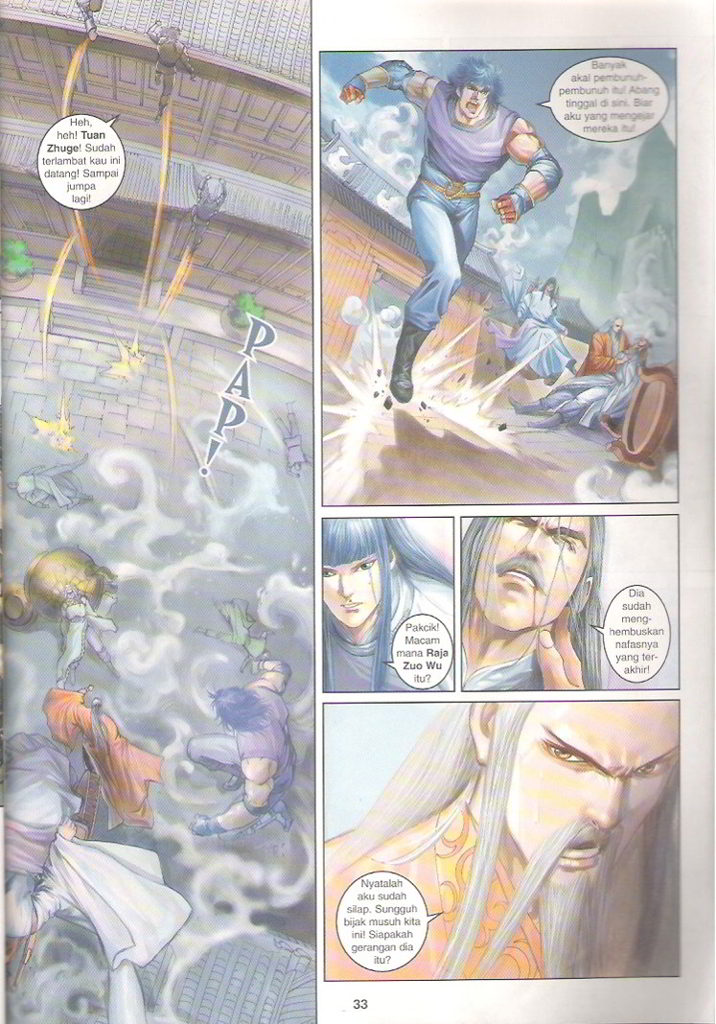 Heh,
heh! Tuan
Zhuge! Sudah
terlambat kau ini
datang! Sampai
jumpa
lagi!
PAP!
Banyak
akal pembunuh-
pembunuh itu! Abang
tinggal di sini. Biar
aku yang mengejar
mereka itu!
Pakcik!
Macam
mana Raja
Zuo Wu
itu?
Dia
sudah
meng-
hembuskan
nafasnya
yang ter-
akhir!
Nyatalah
aku sudah
silap. Sungguh
bijak musuh kita
ini! Siapakah
gerangan dia
itu?
33